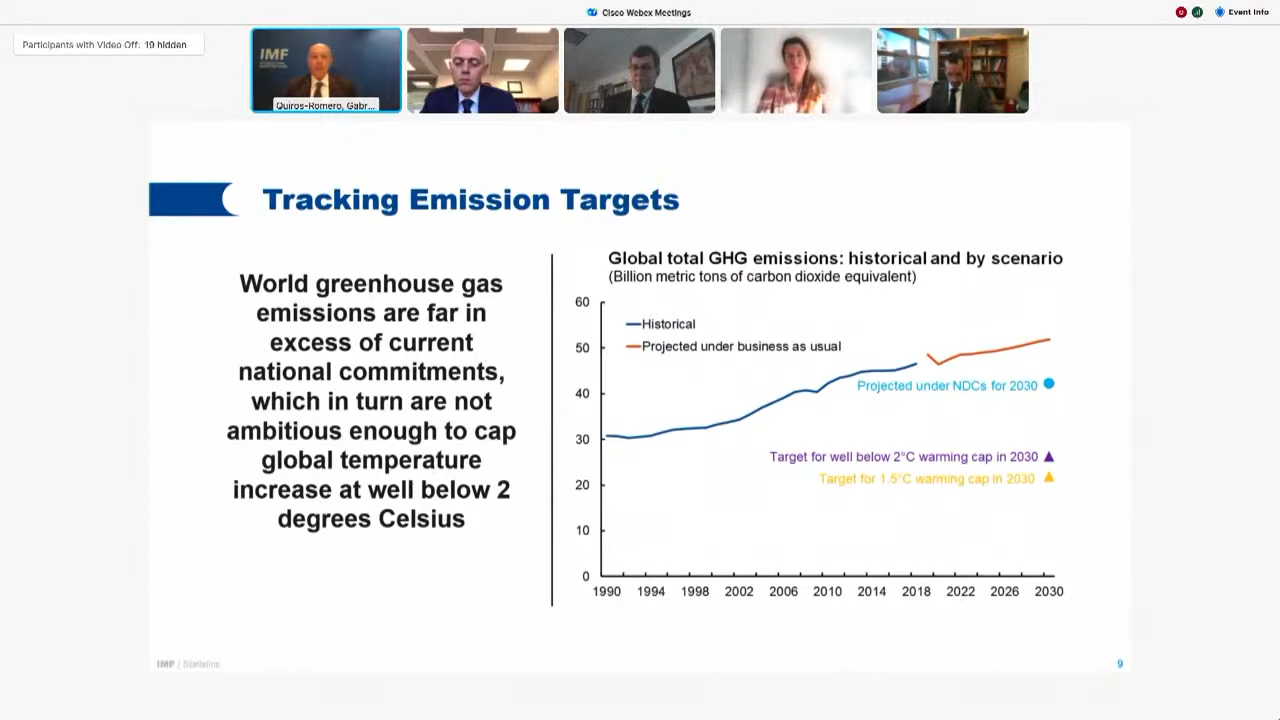 Cisco Webex Meetings
Event Info
Participants with Video Off: 19 hidden
IMF
Quiros-Romero, Gabr...
Tracking Emission Targets
World greenhouse gas
emissions are far in
excess of current
national commitments,
which in turn are not
ambitious enough to cap
global temperature
increase at well below 2
degrees Celsius
Global total GHG emissions: historical and by scenario
(Billion metric tons of carbon dioxide equivalent)
60
Historical
50
Projected under business as usual
Projected under NDCs for 2030
40
30
Target for well below 2°C warming cap in 2030
Target for 1.5°C warming cap in 2030
20
10
0
1990 1994 1998 2002 2006 2010 2014 2018 2022 2026 2030
IMF | Statistics
9